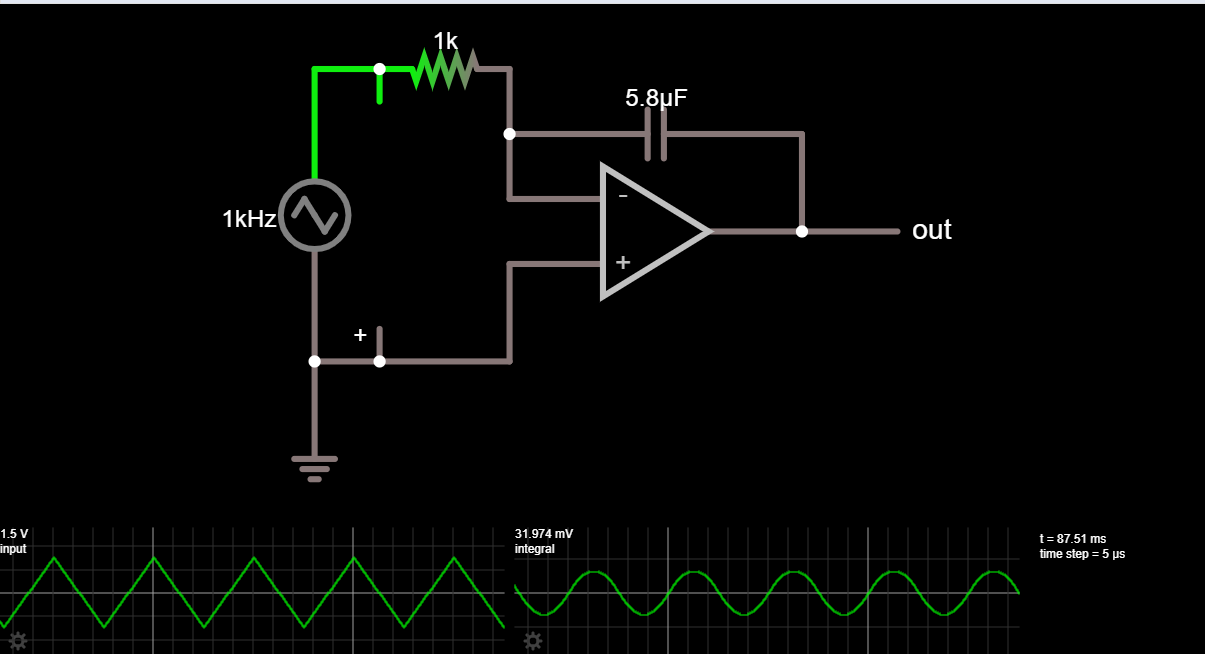 1k
5.8µF
-
1kHz
out
+
+
1.5 V
input
31.974 mV
integral
t = 87.51 ms
time step = 5 µs